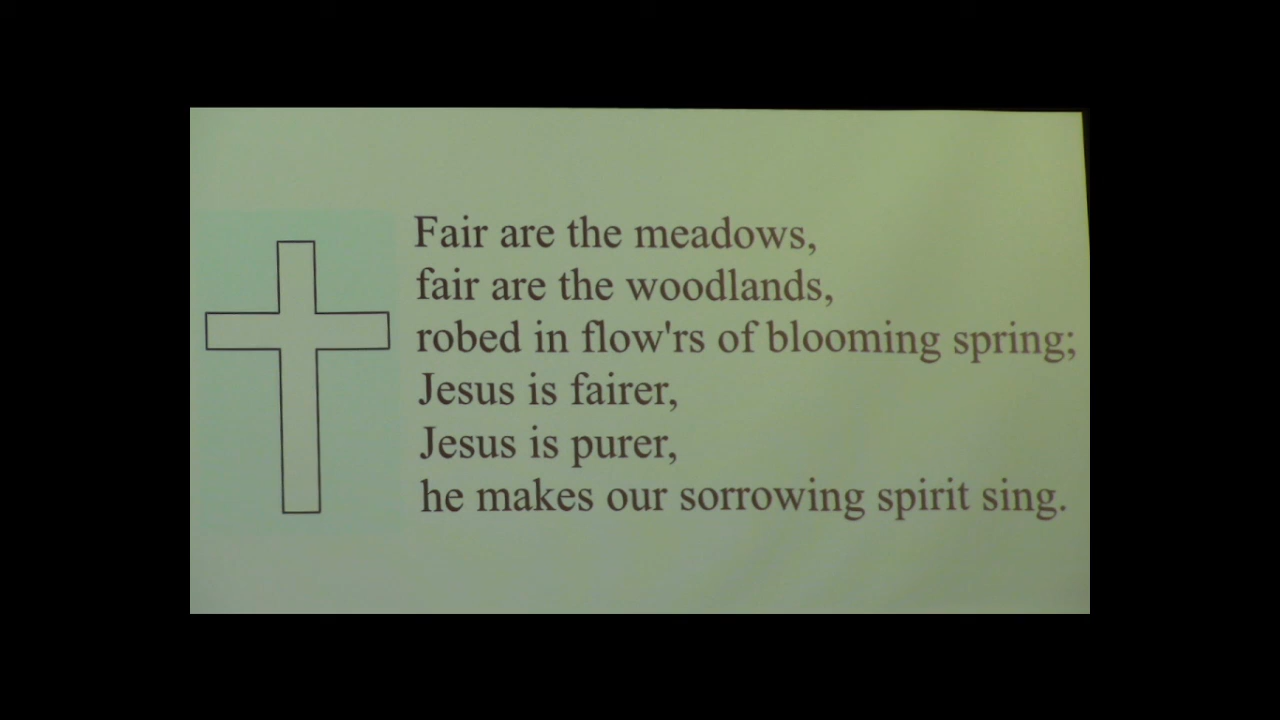 Fair are the meadows,
fair are the woodlands,
robed in flow'rs of blooming spring;
Jesus is fairer,
Jesus is purer,
he makes our sorrowing spirit sing.